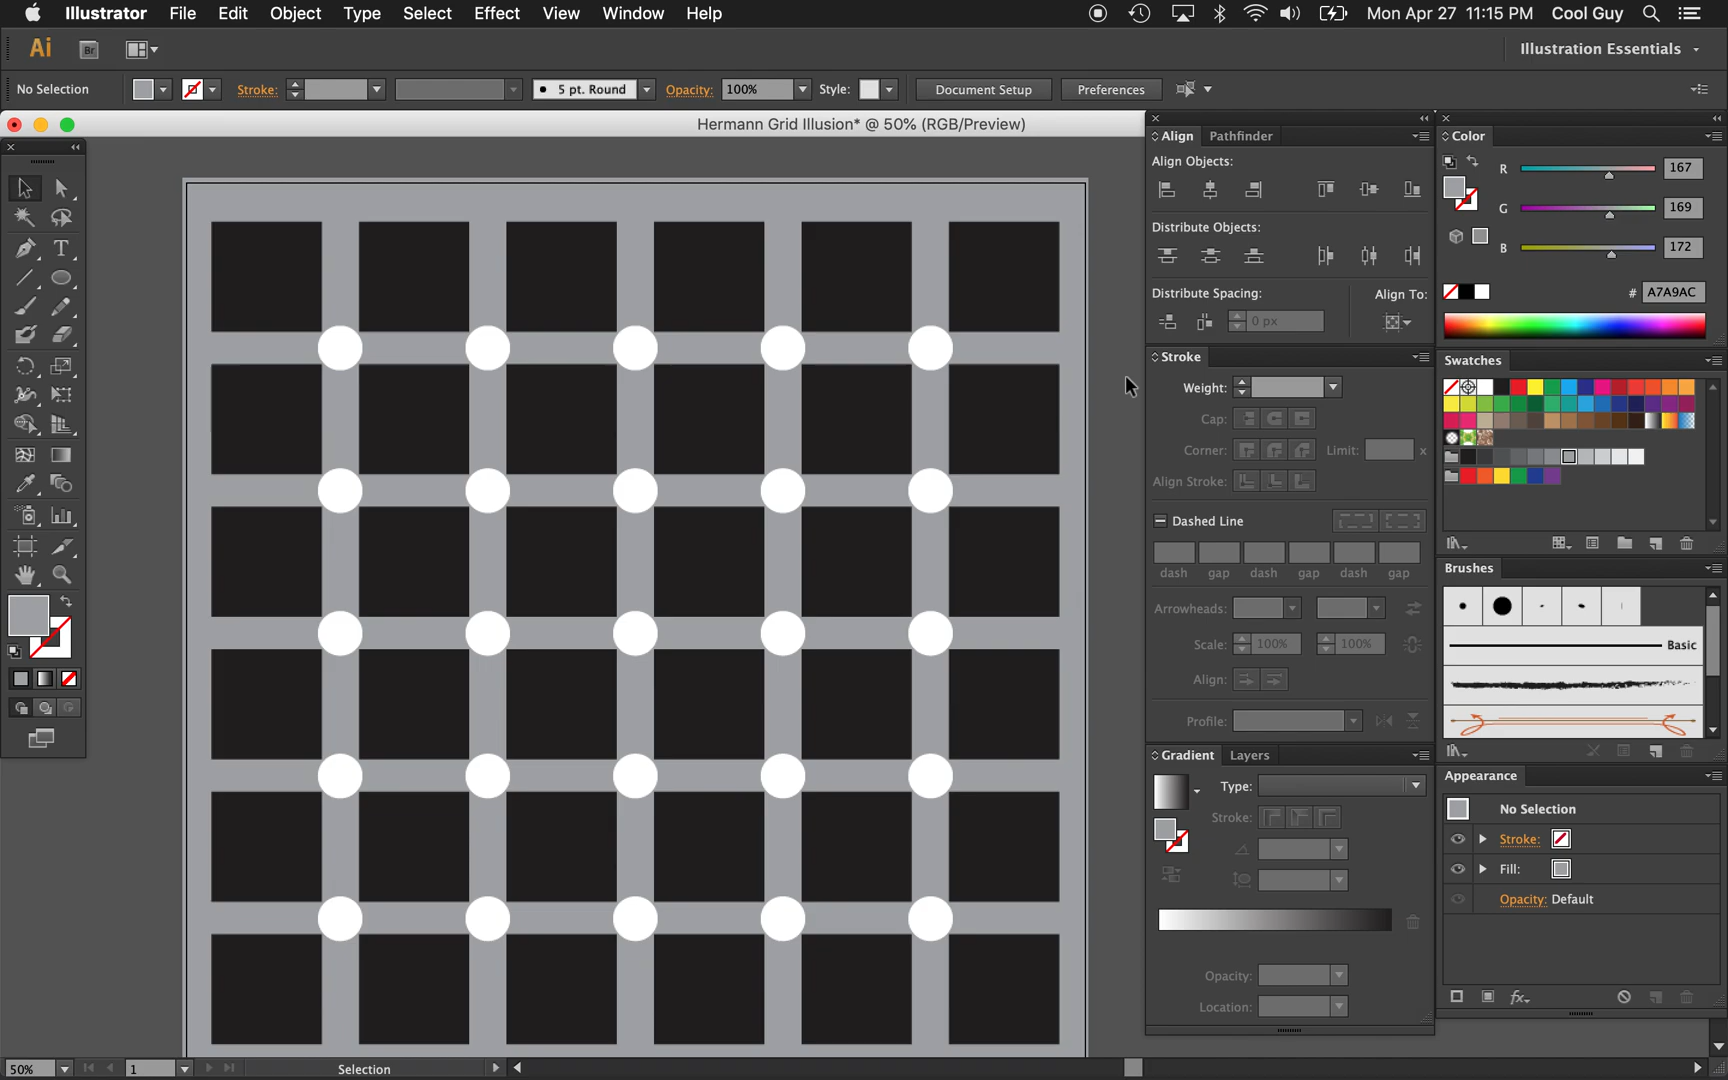 Illustrator File Edit Object Type Select Effect View Window Help Mon Apr 27 11:15 PM Cool Guy
Ai Br Illustration Essentials
No Selection Stroke: 5 pt. Round Opacity: 100% Style: Document Setup Preferences
Hermann Grid Illusion* @ 50% (RGB/Preview)
Align Pathfinder
Align Objects:
Distribute Objects:
Distribute Spacing: Align To:
0 px
Stroke
Weight:
Cap:
Corner: Limit: x
Align Stroke:
Dashed Line
dash gap dash gap dash gap
Arrowheads:
Scale: 100% 100%
Align:
Profile:
Gradient Layers
Type:
Stroke:
Opacity:
Location:
Color
R 167
G 169
B 172
# A7A9AC
Swatches
Brushes
Basic
Appearance
No Selection
Stroke:
Fill:
Opacity: Default
fx
50% 1 Selection